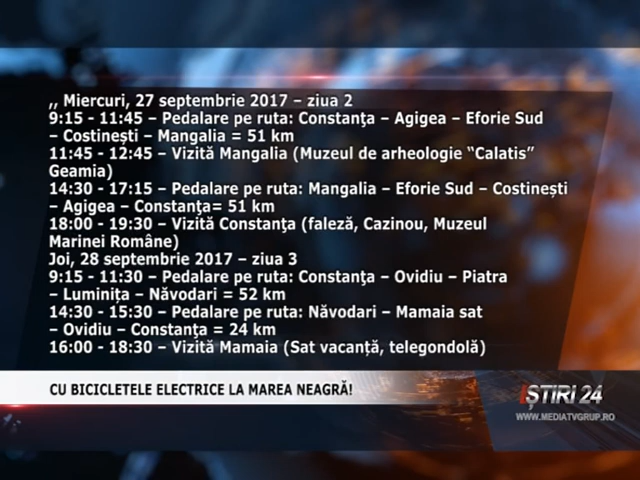 ,, Miercuri, 27 septembrie 2017 – ziua 2
9:15 - 11:45 – Pedalare pe ruta: Constanţa – Agigea – Eforie Sud
– Costinești – Mangalia = 51 km
11:45 - 12:45 – Vizită Mangalia (Muzeul de arheologie “Calatis”
Geamia)
14:30 - 17:15 – Pedalare pe ruta: Mangalia – Eforie Sud – Costinești
– Agigea – Constanţa= 51 km
18:00 - 19:30 – Vizită Constanţa (faleză, Cazinou, Muzeul
Marinei Române)
Joi, 28 septembrie 2017 – ziua 3
9:15 - 11:30 – Pedalare pe ruta: Constanţa – Ovidiu – Piatra
– Luminița – Năvodari = 52 km
14:30 - 15:30 – Pedalare pe ruta: Năvodari – Mamaia sat
– Ovidiu – Constanța = 24 km
16:00 - 18:30 – Vizită Mamaia (Sat vacanță, telegondolă)
CU BICICLETELE ELECTRICE LA MAREA NEAGRĂ!
ȘTIRI 24
WWW.MEDIATVGRUP.RO